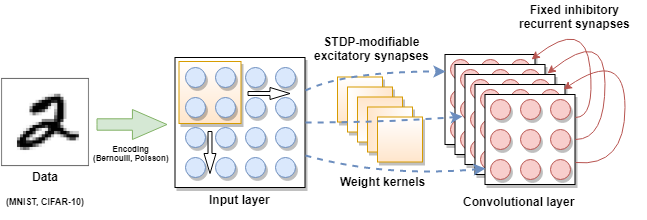 Fixed inhibitory
recurrent synapses
STDP-modifiable
excitatory synapses
Encoding
(Bernoulli, Poisson)
Data
(MNIST, CIFAR-10)
Input layer
Weight kernels
Convolutional layer
2